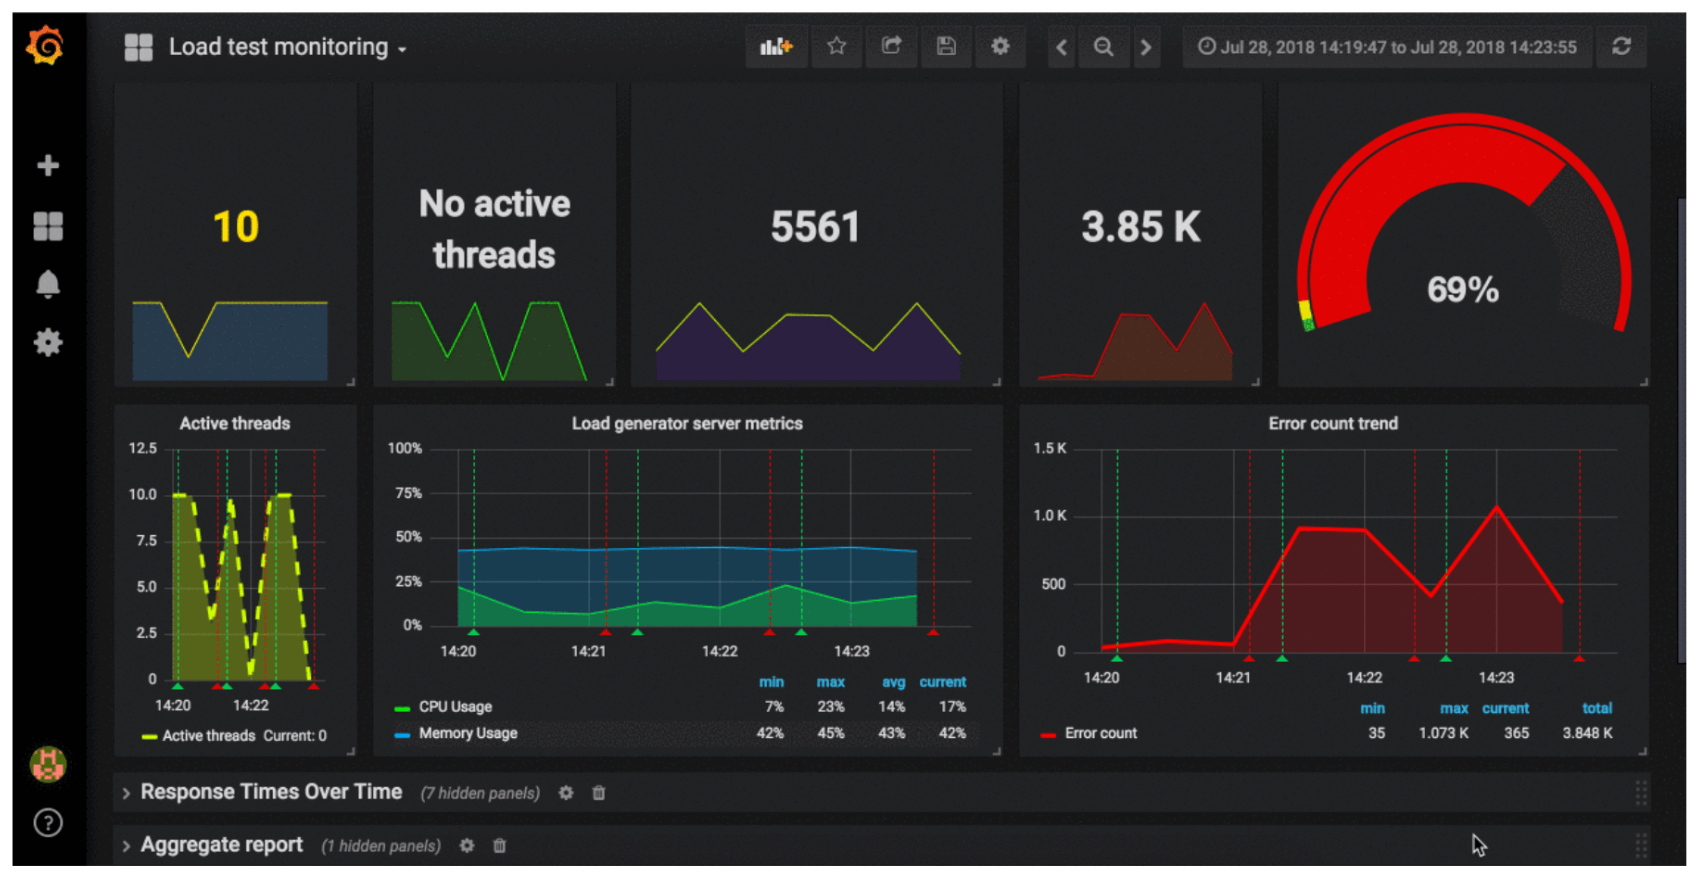 Load test monitoring
Jul 28, 2018 14:19:47 to Jul 28, 2018 14:23:55
10
No active
threads
5561
3.85 K
69%
Active threads
12.5
10.0
7.5
5.0
2.5
0
14:20 14:22
Active threads Current: 0
Load generator server metrics
100%
75%
50%
25%
0%
14:20 14:21 14:22 14:23
min max avg current
CPU Usage 7% 23% 14% 17%
Memory Usage 42% 45% 43% 42%
Error count trend
1.5 K
1.0 K
500
0
14:20 14:21 14:22 14:23
min max current total
Error count 35 1.073 K 365 3.848 K
Response Times Over Time (7 hidden panels)
Aggregate report (1 hidden panels)